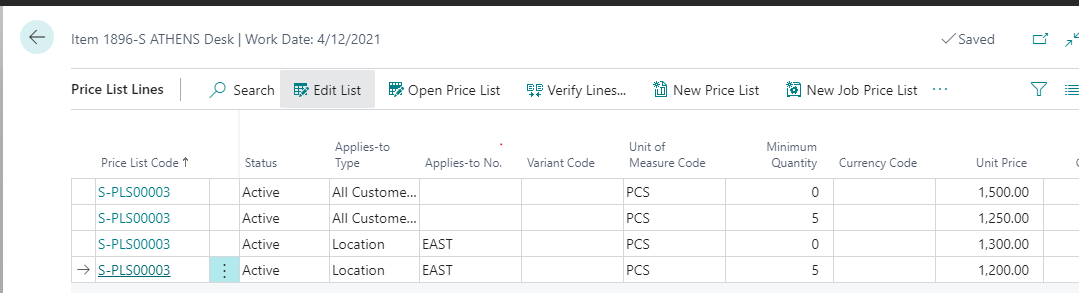 Item 1896-S ATHENS Desk | Work Date: 4/12/2021 Saved
Price List Lines Search Edit List Open Price List Verify Lines... New Price List New Job Price List ...
Price List Code ↑ Status Applies-to Type Applies-to No. Variant Code Unit of Measure Code Minimum Quantity Currency Code Unit Price
S-PLS00003 Active All Custome... PCS 0 1,500.00
S-PLS00003 Active All Custome... PCS 5 1,250.00
S-PLS00003 Active Location EAST PCS 0 1,300.00
S-PLS00003 Active Location EAST PCS 5 1,200.00